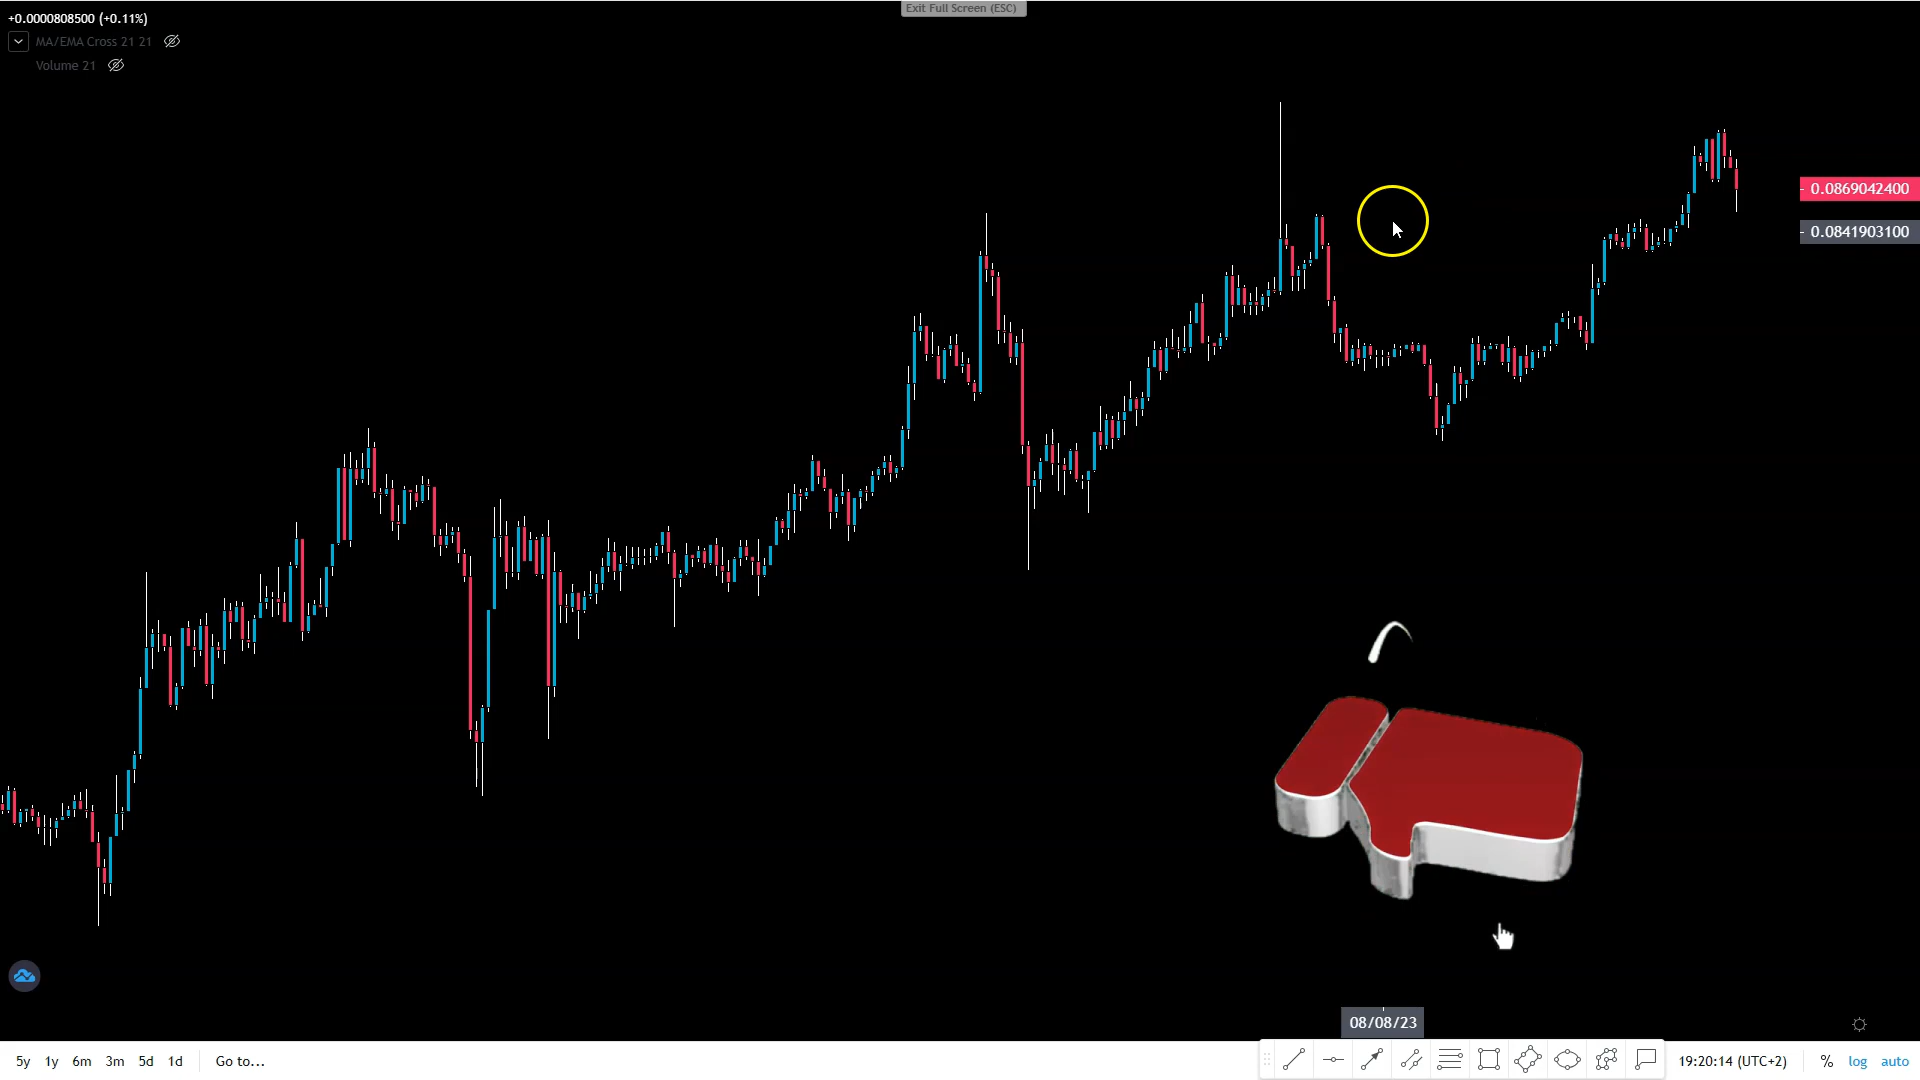 Exit Full Screen (ESC)
+0.0000808500 (+0.11%)
MA/EMA Cross 21 21
Volume 21
0.0869042400
0.0841903100
08/08/23
5y 1y 6m 3m 5d 1d Go to... 19:20:14 (UTC+2) % log auto